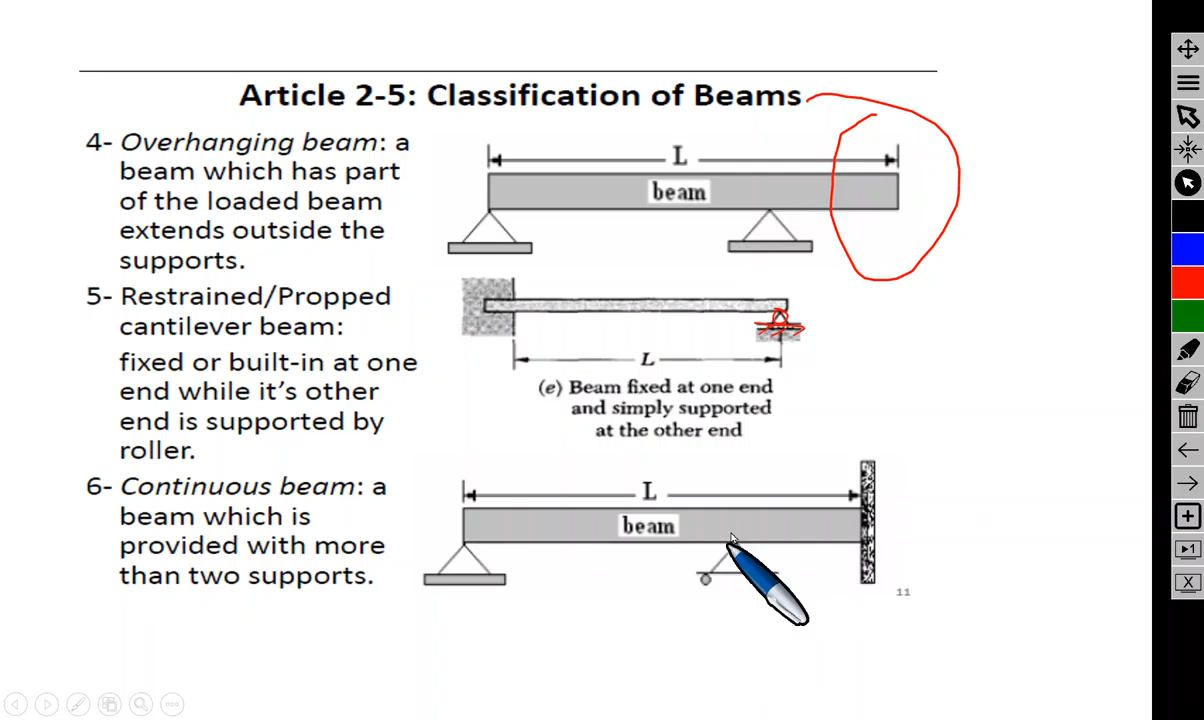 Article 2-5: Classification of Beams
4- Overhanging beam: a
beam which has part
of the loaded beam
extends outside the
supports.
L
beam
5- Restrained/Propped
cantilever beam:
fixed or built-in at one
end while it's other
end is supported by
roller.
L
(e) Beam fixed at one end
and simply supported
at the other end
6- Continuous beam: a
beam which is
provided with more
than two supports.
L
beam
11